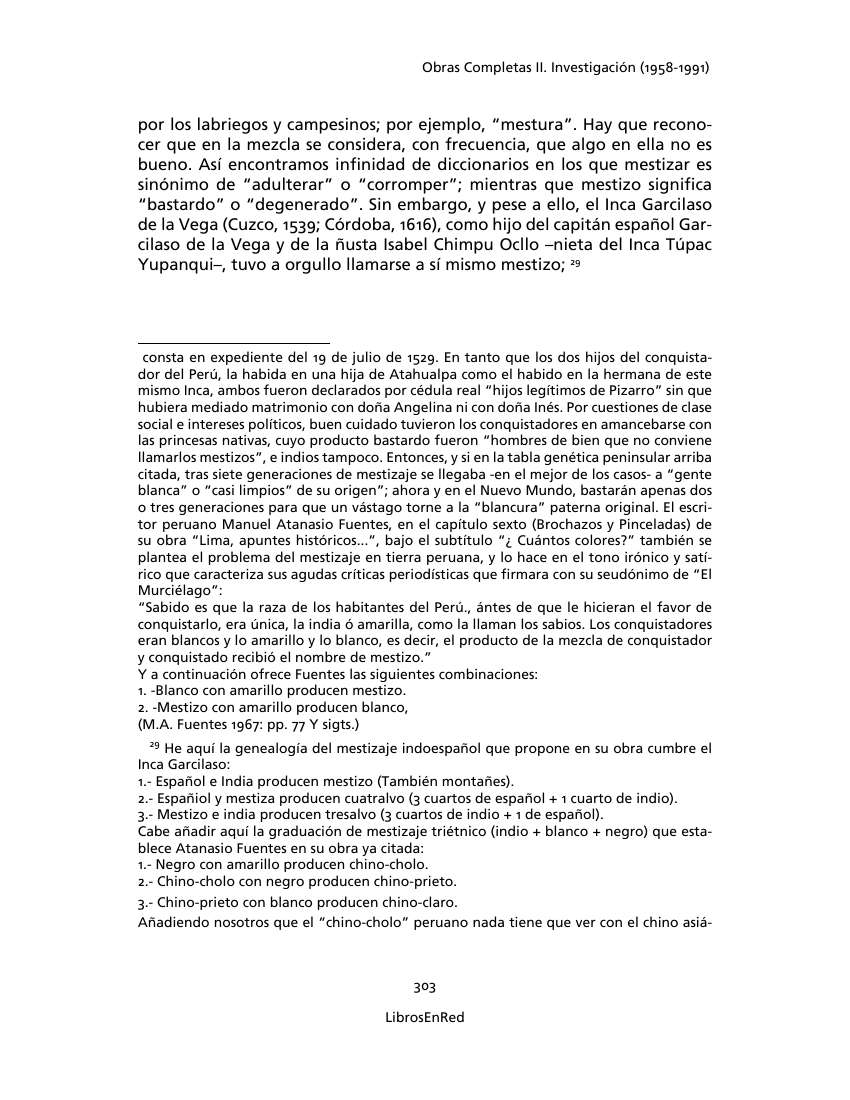 Obras Completas II. Investigación (1958-1991)
por los labriegos y campesinos; por ejemplo, “mestura”. Hay que recono-
cer que en la mezcla se considera, con frecuencia, que algo en ella no es
bueno. Así encontramos infinidad de diccionarios en los que mestizar es
sinónimo de “adulterar” o “corromper”; mientras que mestizo significa
“bastardo” o “degenerado”. Sin embargo, y pese a ello, el Inca Garcilaso
de la Vega (Cuzco, 1539; Córdoba, 1616), como hijo del capitán español Gar-
cilaso de la Vega y de la ñusta Isabel Chimpu Ocllo –nieta del Inca Túpac
Yupanqui–, tuvo a orgullo llamarse a sí mismo mestizo; 29
consta en expediente del 19 de julio de 1529. En tanto que los dos hijos del conquista-
dor del Perú, la habida en una hija de Atahualpa como el habido en la hermana de este
mismo Inca, ambos fueron declarados por cédula real “hijos legítimos de Pizarro” sin que
hubiera mediado matrimonio con doña Angelina ni con doña Inés. Por cuestiones de clase
social e intereses políticos, buen cuidado tuvieron los conquistadores en amancebarse con
las princesas nativas, cuyo producto bastardo fueron “hombres de bien que no conviene
llamarlos mestizos”, e indios tampoco. Entonces, y si en la tabla genética peninsular arriba
citada, tras siete generaciones de mestizaje se llegaba -en el mejor de los casos- a “gente
blanca” o “casi limpios” de su origen”; ahora y en el Nuevo Mundo, bastarán apenas dos
o tres generaciones para que un vástago torne a la “blancura” paterna original. El escri-
tor peruano Manuel Atanasio Fuentes, en el capítulo sexto (Brochazos y Pinceladas) de
su obra “Lima, apuntes históricos...”, bajo el subtítulo “¿ Cuántos colores?” también se
plantea el problema del mestizaje en tierra peruana, y lo hace en el tono irónico y satí-
rico que caracteriza sus agudas críticas periodísticas que firmara con su seudónimo de “El
Murciélago”:
“Sabido es que la raza de los habitantes del Perú., ántes de que le hicieran el favor de
conquistarlo, era única, la india ó amarilla, como la llaman los sabios. Los conquistadores
eran blancos y lo amarillo y lo blanco, es decir, el producto de la mezcla de conquistador
y conquistado recibió el nombre de mestizo.”
Y a continuación ofrece Fuentes las siguientes combinaciones:
1. -Blanco con amarillo producen mestizo.
2. -Mestizo con amarillo producen blanco,
(M.A. Fuentes 1967: pp. 77 Y sigts.)
29 He aquí la genealogía del mestizaje indoespañol que propone en su obra cumbre el
Inca Garcilaso:
1.- Español e India producen mestizo (También montañes).
2.- Españiol y mestiza producen cuatralvo (3 cuartos de español + 1 cuarto de indio).
3.- Mestizo e india producen tresalvo (3 cuartos de indio + 1 de español).
Cabe añadir aquí la graduación de mestizaje triétnico (indio + blanco + negro) que esta-
blece Atanasio Fuentes en su obra ya citada:
1.- Negro con amarillo producen chino-cholo.
2.- Chino-cholo con negro producen chino-prieto.
3.- Chino-prieto con blanco producen chino-claro.
Añadiendo nosotros que el “chino-cholo” peruano nada tiene que ver con el chino asiá-
303
LibrosEnRed